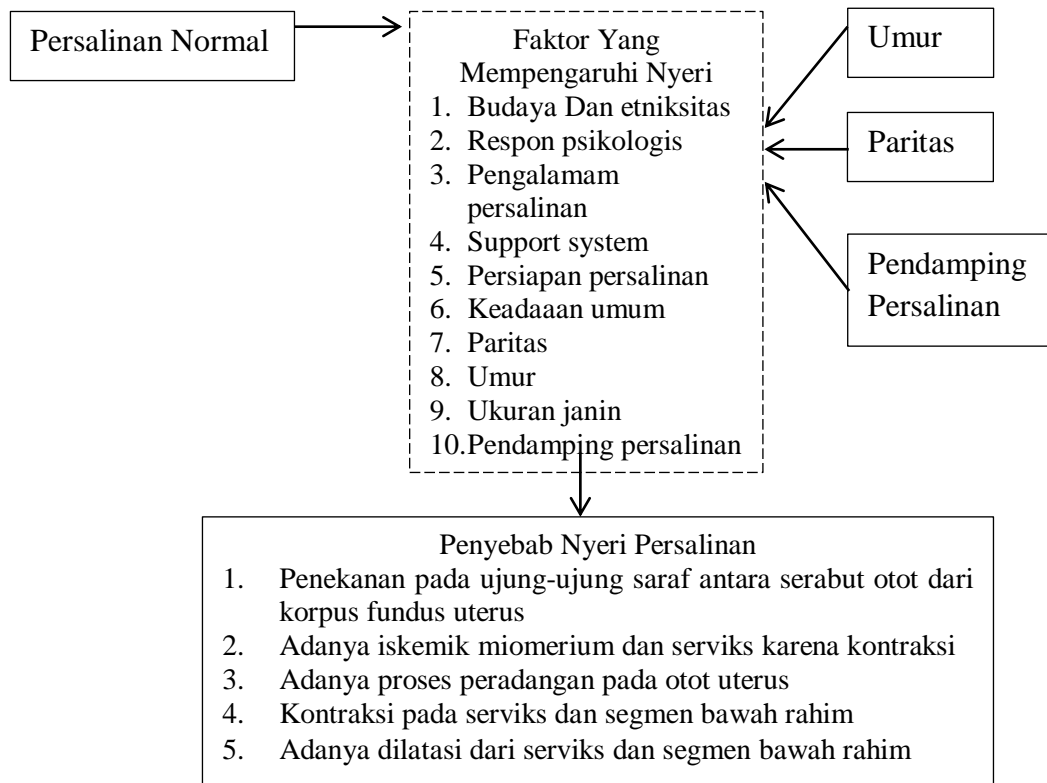 Persalinan Normal
Faktor Yang
Mempengaruhi Nyeri
1. Budaya Dan etniksitas
2. Respon psikologis
3. Pengalamam
persalinan
4. Support system
5. Persiapan persalinan
6. Keadaaan umum
7. Paritas
8. Umur
9. Ukuran janin
10.Pendamping persalinan
Umur
Paritas
Pendamping
Persalinan
Penyebab Nyeri Persalinan
1. Penekanan pada ujung-ujung saraf antara serabut otot dari
korpus fundus uterus
2. Adanya iskemik miomerium dan serviks karena kontraksi
3. Adanya proses peradangan pada otot uterus
4. Kontraksi pada serviks dan segmen bawah rahim
5. Adanya dilatasi dari serviks dan segmen bawah rahim